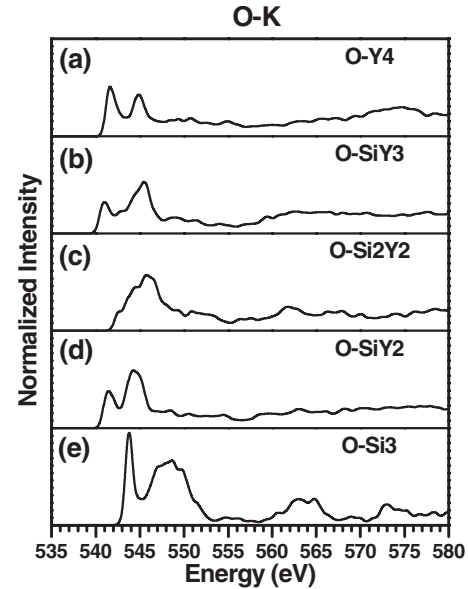 O-K
(a) O-Y4
(b) O-SiY3
(c) O-Si2Y2
(d) O-SiY2
(e) O-Si3
Normalized Intensity
535 540 545 550 555 560 565 570 575 580
Energy (eV)